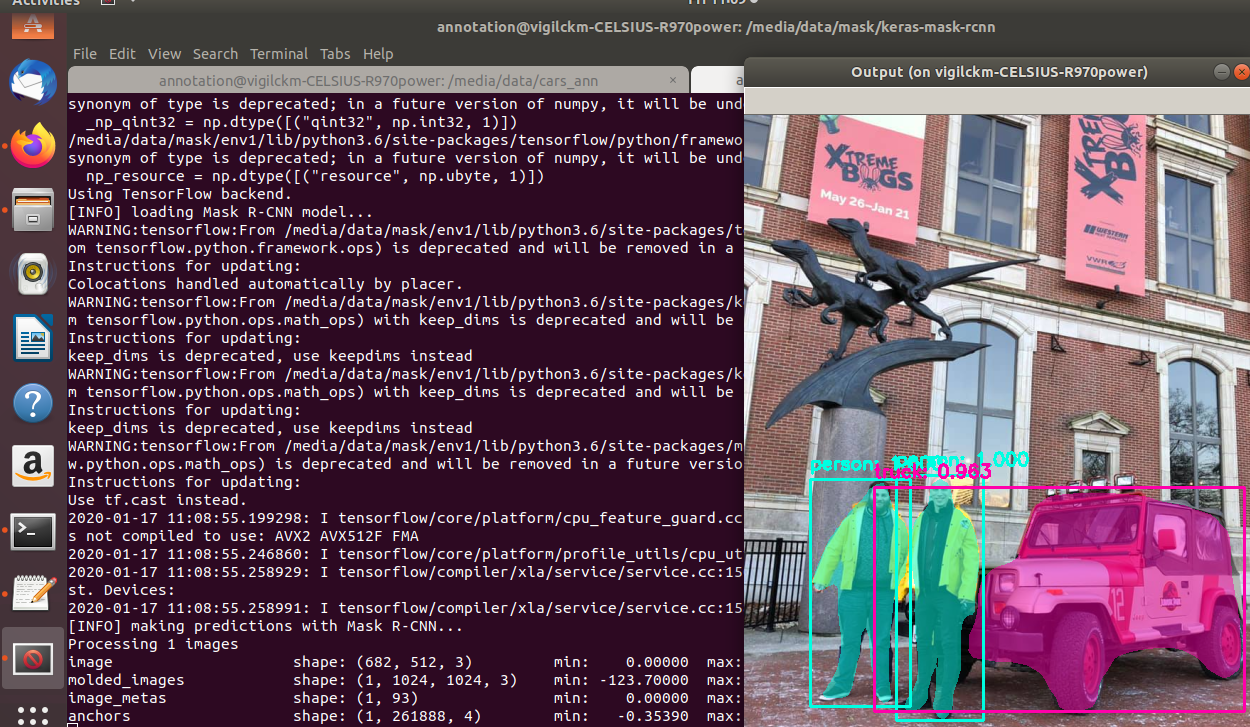 Activities
Fri 11:09
annotation@vigilckm-CELSIUS-R970power: /media/data/mask/keras-mask-rcnn
File Edit View Search Terminal Tabs Help
annotation@vigilckm-CELSIUS-R970power: /media/data/cars_ann ×
a
synonym of type is deprecated; in a future version of numpy, it will be und
_np_qint32 = np.dtype([("qint32", np.int32, 1)])
/media/data/mask/env1/lib/python3.6/site-packages/tensorflow/python/framewo
synonym of type is deprecated; in a future version of numpy, it will be und
np_resource = np.dtype([("resource", np.ubyte, 1)])
Using TensorFlow backend.
[INFO] loading Mask R-CNN model...
WARNING:tensorflow:From /media/data/mask/env1/lib/python3.6/site-packages/t
om tensorflow.python.framework.ops) is deprecated and will be removed in a
Instructions for updating:
Colocations handled automatically by placer.
WARNING:tensorflow:From /media/data/mask/env1/lib/python3.6/site-packages/k
m tensorflow.python.ops.math_ops) with keep_dims is deprecated and will be
Instructions for updating:
keep_dims is deprecated, use keepdims instead
WARNING:tensorflow:From /media/data/mask/env1/lib/python3.6/site-packages/k
m tensorflow.python.ops.math_ops) with keep_dims is deprecated and will be
Instructions for updating:
keep_dims is deprecated, use keepdims instead
WARNING:tensorflow:From /media/data/mask/env1/lib/python3.6/site-packages/m
w.python.ops.math_ops) is deprecated and will be removed in a future versio
Instructions for updating:
Use tf.cast instead.
2020-01-17 11:08:55.199298: I tensorflow/core/platform/cpu_feature_guard.cc
s not compiled to use: AVX2 AVX512F FMA
2020-01-17 11:08:55.246860: I tensorflow/core/platform/profile_utils/cpu_ut
2020-01-17 11:08:55.258929: I tensorflow/compiler/xla/service/service.cc:15
st. Devices:
2020-01-17 11:08:55.258991: I tensorflow/compiler/xla/service/service.cc:15
[INFO] making predictions with Mask R-CNN...
Processing 1 images
image shape: (682, 512, 3) min: 0.00000 max:
molded_images shape: (1, 1024, 1024, 3) min: -123.70000 max:
image_metas shape: (1, 93) min: 0.00000 max:
anchors shape: (1, 261888, 4) min: -0.35390 max:
Output (on vigilckm-CELSIUS-R970power)
XTREME
BUGS
May 26–Jan 21
XTREME
BUGS
WESTERN
VWR
person: 1.000
truck: 0.963
12